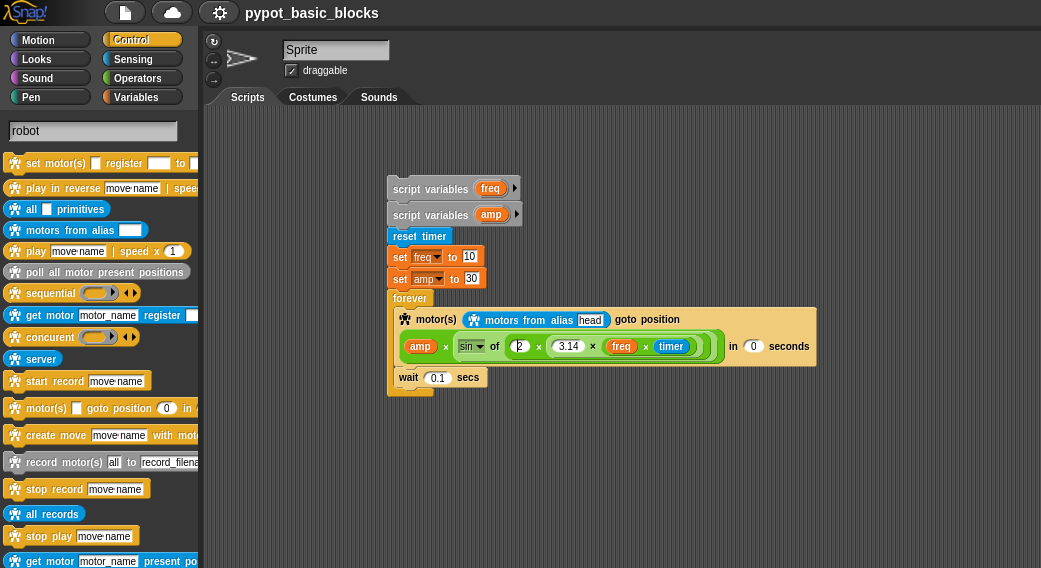 Snap!
pypot_basic_blocks
Motion
Control
Looks
Sensing
Sound
Operators
Pen
Variables
robot
set motor(s) register to
play in reverse move name | spee
all primitives
motors from alias
play move name | speed x 1
poll all motor present positions
sequential
get motor motor_name register
concurent
server
start record move name
motor(s) goto position 0 in
create move move name with mot
record motor(s) all to record_filena
stop record move name
all records
stop play move name
get motor motor_name present po
Sprite
draggable
Scripts
Costumes
Sounds
script variables freq
script variables amp
reset timer
set freq to 10
set amp to 30
forever
motor(s) motors from alias head goto position
amp × sin of 2 × 3.14 × freq × timer in 0 seconds
wait 0.1 secs